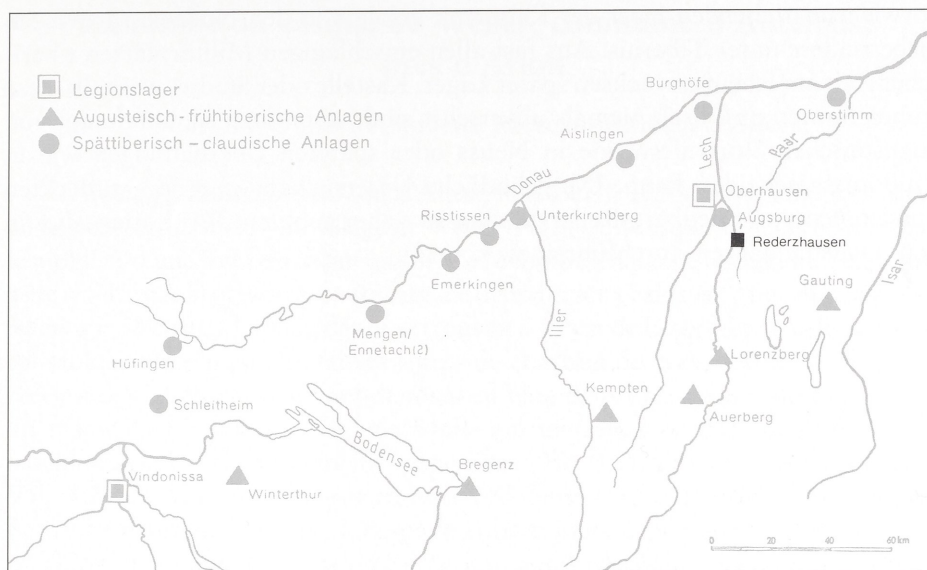 Legionslager
Augusteisch-frühtiberische Anlagen
Spättiberisch–claudische Anlagen
Burghöfe
Oberstimm
Aislingen
Lech
Paar
Donau
Oberhausen
Risstissen
Unterkirchberg
Augsburg
Rederzhausen
Emerkingen
Gauting
Isar
Iller
Mengen/
Ennetach(2)
Hüfingen
Lorenzberg
Kempten
Schleitheim
Auerberg
Bodensee
Vindonissa
Bregenz
Winterthur
0 20 40 60 km